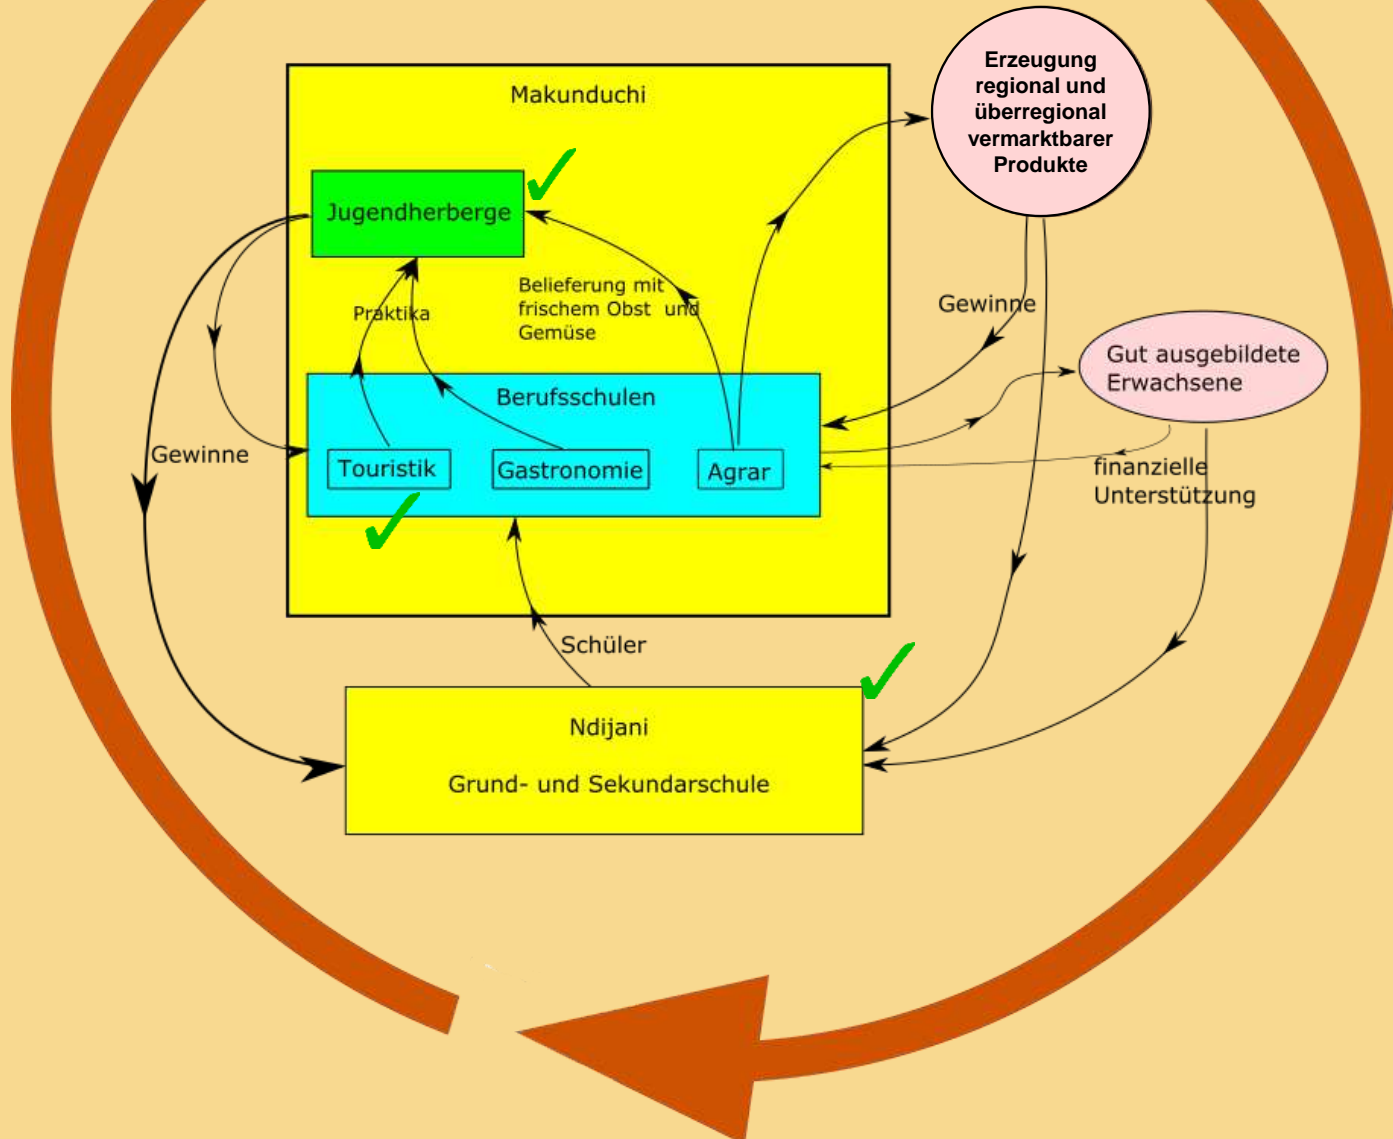 Erzeugung
regional und
überregional
vermarktbarer
Produkte
Makunduchi
Jugendherberge
Belieferung mit
frischem Obst  und
Gemüse
Praktika
Gewinne
Gut ausgebildete
Erwachsene
Berufsschulen
Gewinne
Touristik
Gastronomie
Agrar
finanzielle
Unterstützung
Schüler
Ndijani
Grund- und Sekundarschule